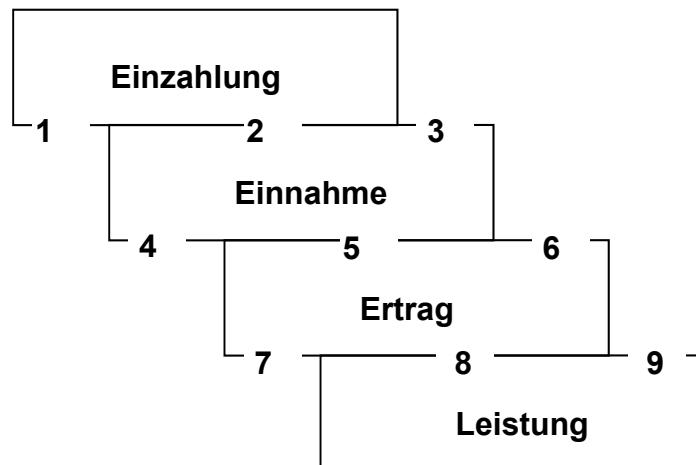 Einzahlung
1 2 3
Einnahme
4 5 6
Ertrag
7 8 9
Leistung